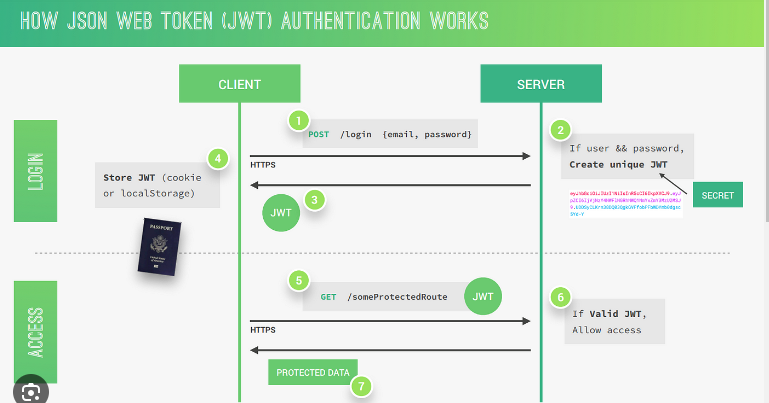 HOW JSON WEB TOKEN (JWT) AUTHENTICATION WORKS
CLIENT
SERVER
LOGIN
1
POST /login {email, password}
HTTPS
2
If user && password,
Create unique JWT
SECRET
3
JWT
4
Store JWT (cookie
or localStorage)
PASSPORT
ACCESS
5
GET /someProtectedRoute
JWT
HTTPS
6
If Valid JWT,
Allow access
PROTECTED DATA
7